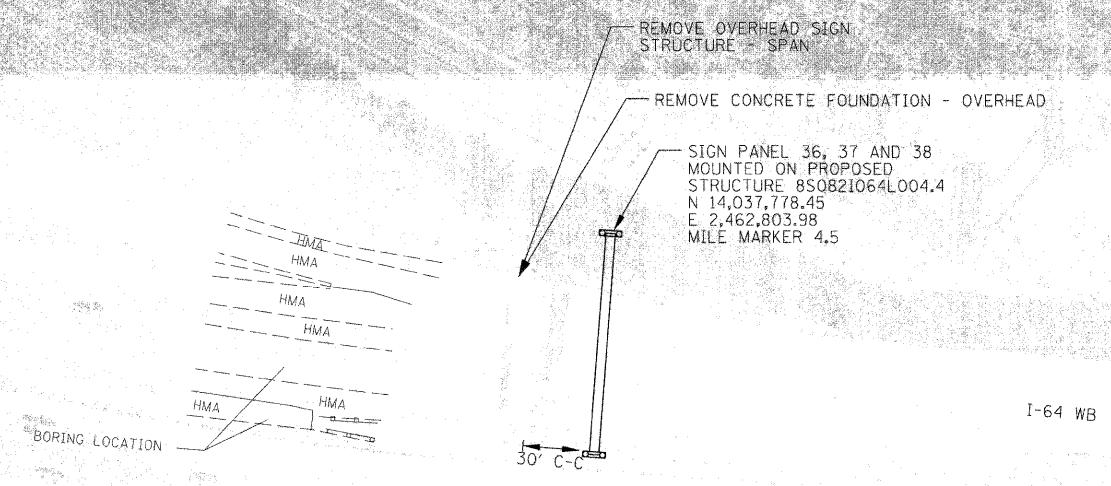 REMOVE OVERHEAD SIGN
STRUCTURE - SPAN
REMOVE CONCRETE FOUNDATION - OVERHEAD
SIGN PANEL 36, 37 AND 38
MOUNTED ON PROPOSED
STRUCTURE 8S082I064L004.4
N 14,037,778.45
E 2,462,803.98
MILE MARKER 4.5
HMA
HMA
HMA
HMA
HMA
HMA
I-64 WB
BORING LOCATION
30' C-C